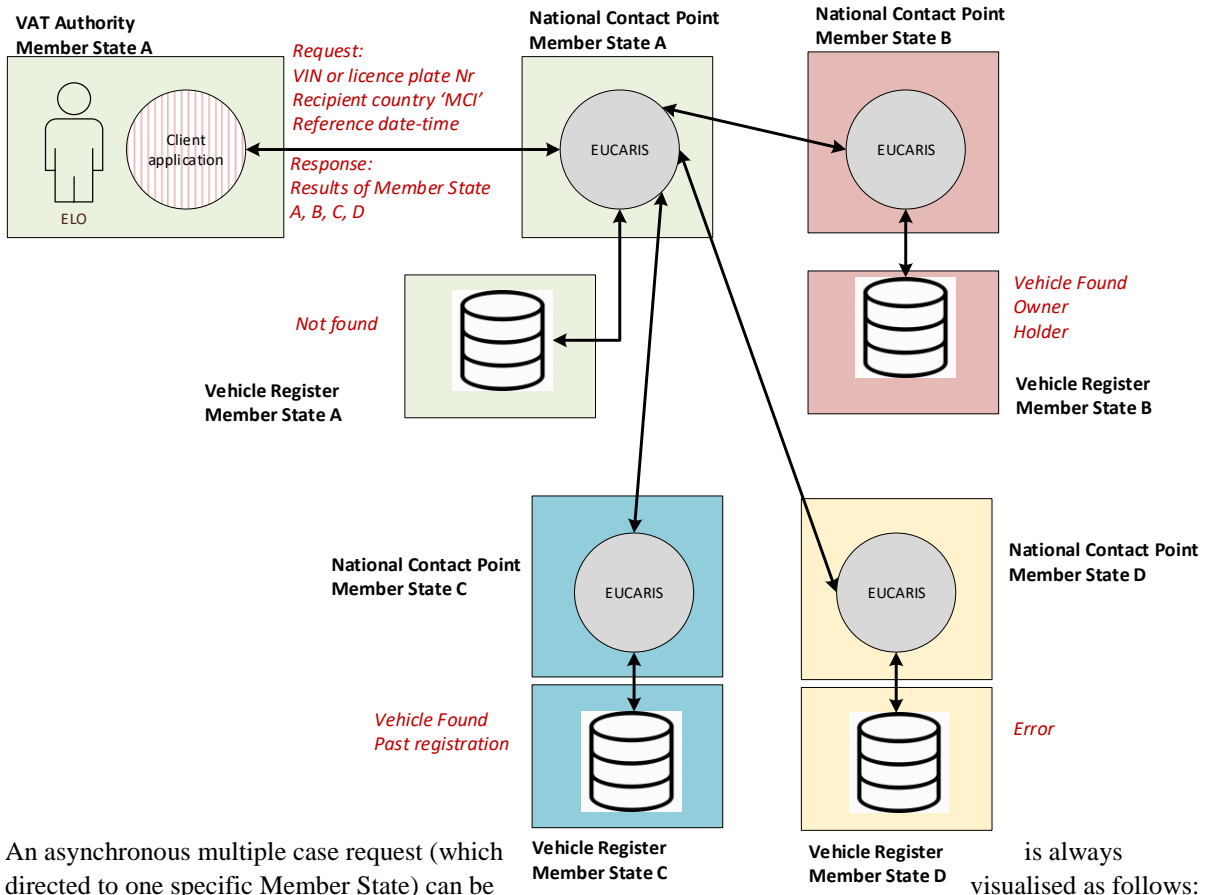 VAT Authority
Member State A
National Contact Point
Member State A
National Contact Point
Member State B
Request:
VIN or licence plate Nr
Recipient country ‘MCI’
Reference date-time
Client
application
ELO
EUCARIS
EUCARIS
Response:
Results of Member State
A, B, C, D
Not found
Vehicle Found
Owner
Holder
Vehicle Register
Member State A
Vehicle Register
Member State B
National Contact Point
Member State C
EUCARIS
EUCARIS
National Contact Point
Member State D
Vehicle Found
Past registration
Error
Vehicle Register
Member State C
Vehicle Register
Member State D
An asynchronous multiple case request (which is always
directed to one specific Member State) can be visualised as follows: